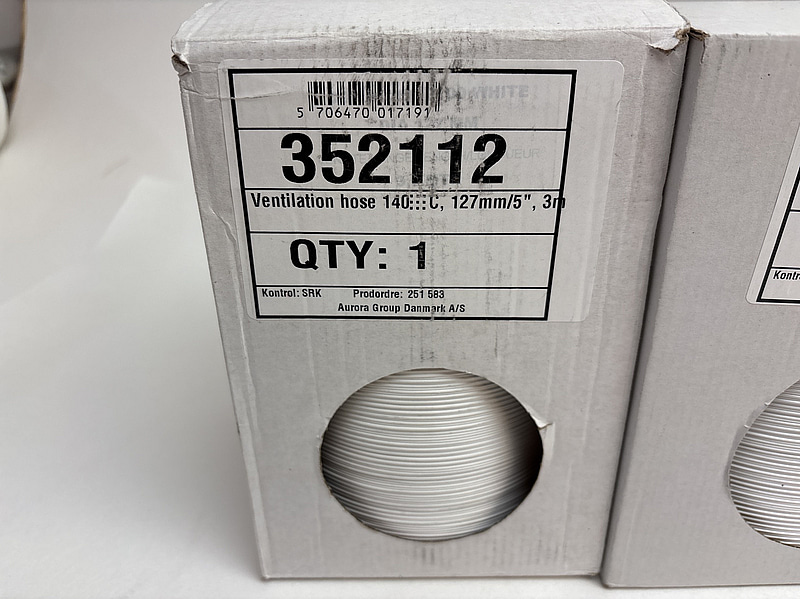 5 706470 017191
352112
Ventilation hose 140:::C, 127mm/5", 3m
QTY: 1
Kontrol: SRK Prodordre: 251 583
Aurora Group Danmark A/S